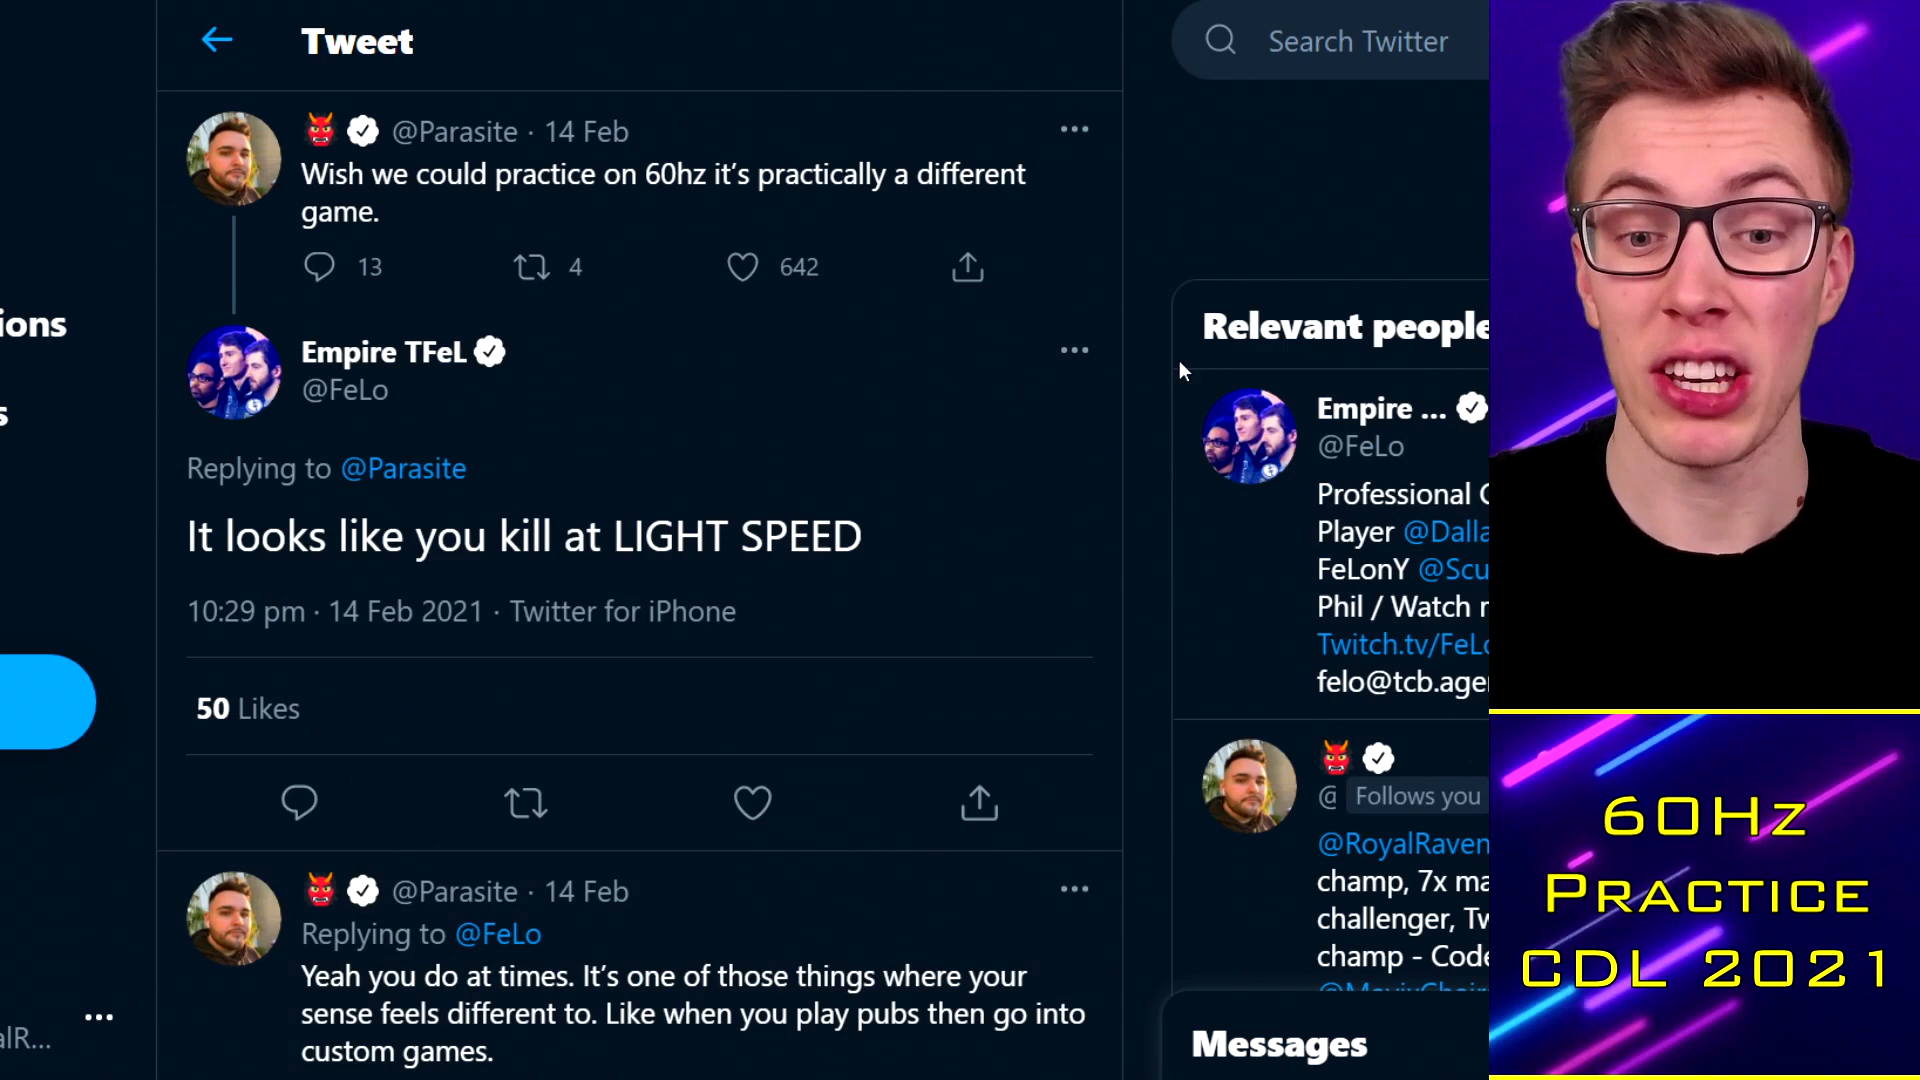 Tweet
Search Twitter
@Parasite · 14 Feb
Wish we could practice on 60hz it’s practically a different
game.
13 4 642
Empire TFeL
@FeLo
Replying to @Parasite
It looks like you kill at LIGHT SPEED
10:29 pm · 14 Feb 2021 · Twitter for iPhone
50 Likes
@Parasite · 14 Feb
Replying to @FeLo
Yeah you do at times. It’s one of those things where your
sense feels different to. Like when you play pubs then go into
custom games.
ions
s
alR...
Relevant people
Empire ...
@FeLo
Professional C
Player @Dalla
FeLonY @Scu
Phil / Watch r
Twitch.tv/FeLo
felo@tcb.age
@ Follows you
@RoyalRaven
champ, 7x ma
challenger, Tw
champ - Code
Messages
60Hz
Practice
CDL 2021